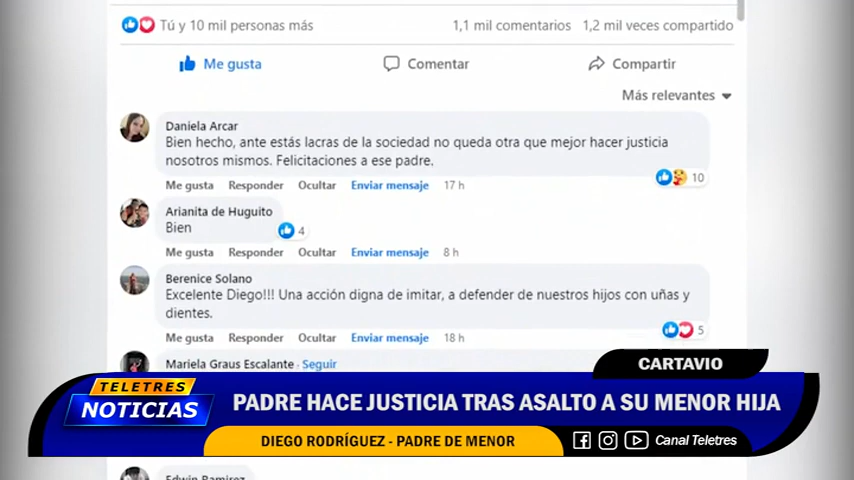 Tú y 10 mil personas más
1,1 mil comentarios 1,2 mil veces compartido
Me gusta Comentar Compartir
Más relevantes
Daniela Arcar
Bien hecho, ante estás lacras de la sociedad no queda otra que mejor hacer justicia
nosotros mismos. Felicitaciones a ese padre.
10
Me gusta Responder Ocultar Enviar mensaje 17 h
Arianita de Huguito
Bien
4
Me gusta Responder Ocultar Enviar mensaje 8 h
Berenice Solano
Excelente Diego!!! Una acción digna de imitar, a defender de nuestros hijos con uñas y
dientes.
5
Me gusta Responder Ocultar Enviar mensaje 18 h
Mariela Graus Escalante · Seguir
CARTAVIO
TELETRES
NOTICIAS
PADRE HACE JUSTICIA TRAS ASALTO A SU MENOR HIJA
DIEGO RODRÍGUEZ - PADRE DE MENOR
Canal Teletres
Edwin Ramirez